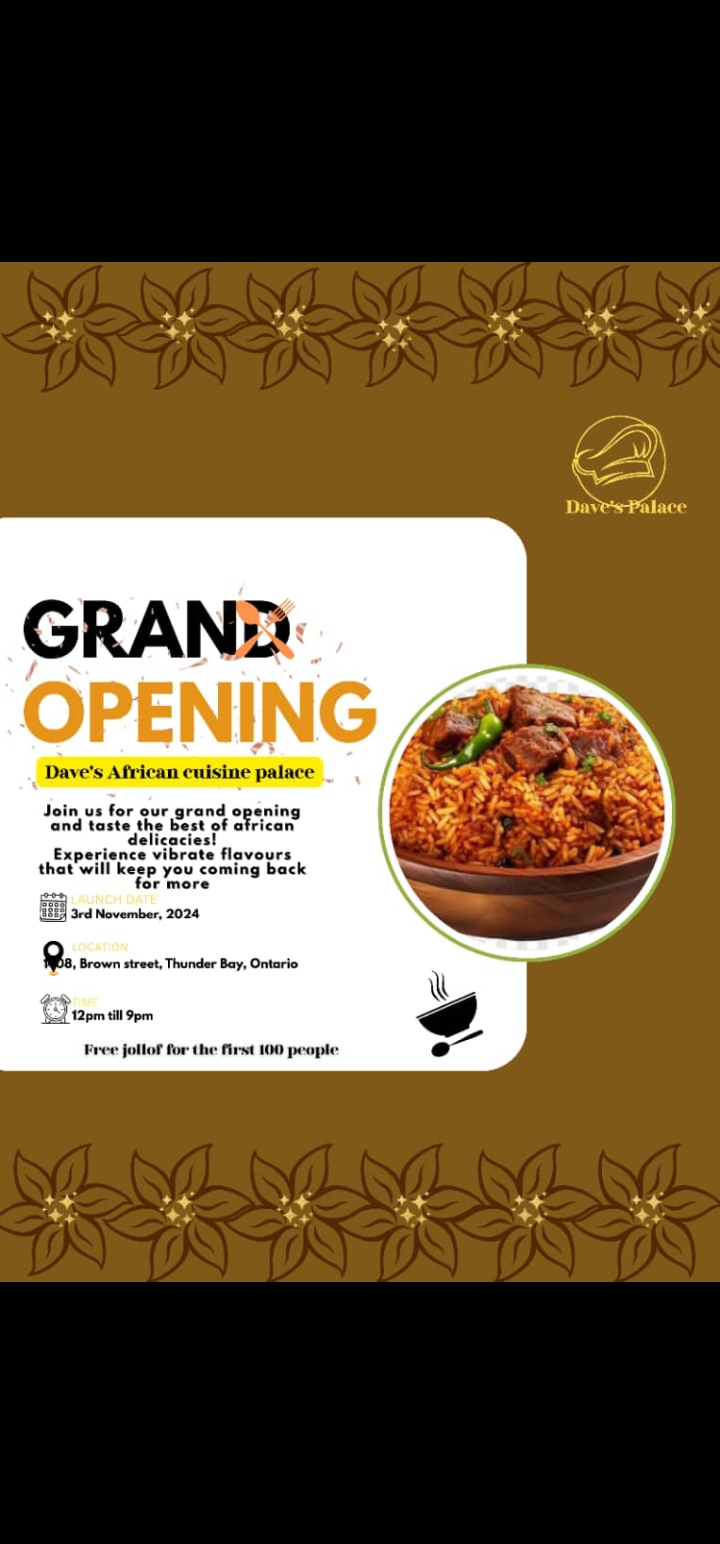 Dave's Palace
GRAND
OPENING
Dave's African cuisine palace
Join us for our grand opening
and taste the best of african
delicacies!
Experience vibrate flavours
that will keep you coming back
for more
LAUNCH DATE
3rd November, 2024
LOCATION
Brown street, Thunder Bay, Ontario
TIME
12pm till 9pm
Free jollof for the first 100 people